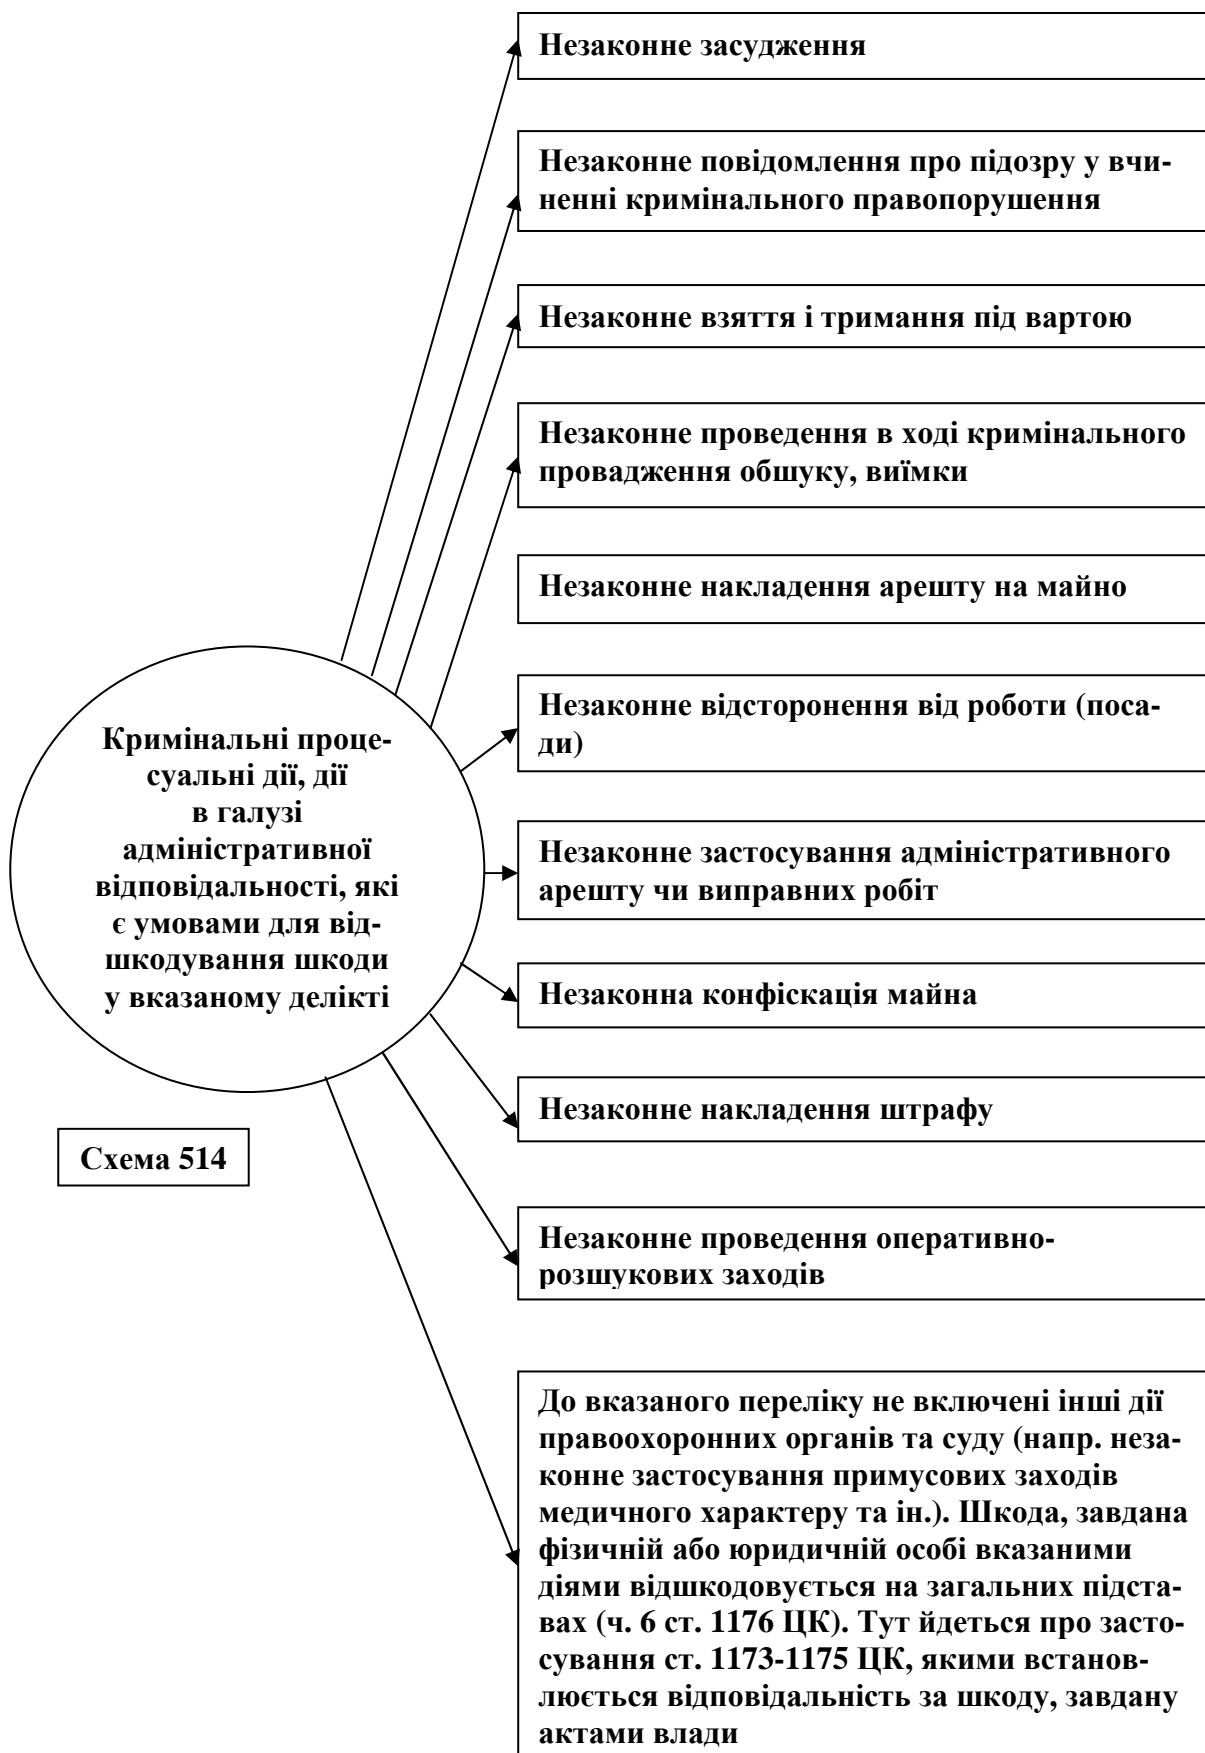 Незаконне засудження
Незаконне повідомлення про підозру у вчи-
ненні кримінального правопорушення
Незаконне взяття і тримання під вартою
Незаконне проведення в ході кримінального
провадження обшуку, виїмки
Незаконне накладення арешту на майно
Незаконне відсторонення від роботи (поса-
ди)
Кримінальні проце-
суальні дії, дії
в галузі
адміністративної
відповідальності, які
є умовами для від-
шкодування шкоди
у вказаному делікті
Незаконне застосування адміністративного
арешту чи виправних робіт
Незаконна конфіскація майна
Незаконне накладення штрафу
Схема 514
Незаконне проведення оперативно-
розшукових заходів
До вказаного переліку не включені інші дії
правоохоронних органів та суду (напр. неза-
конне застосування примусових заходів
медичного характеру та ін.). Шкода, завдана
фізичній або юридичній особі вказаними
діями відшкодовується на загальних підста-
вах (ч. 6 ст. 1176 ЦК). Тут йдеться про засто-
сування ст. 1173-1175 ЦК, якими встанов-
люється відповідальність за шкоду, завдану
актами влади